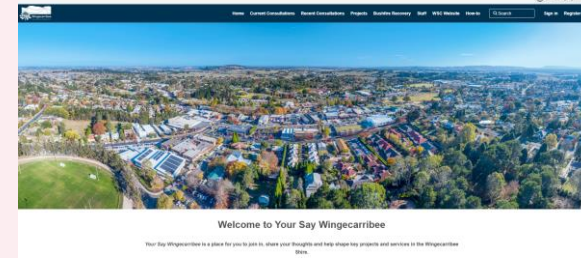 Home Current Consultations Recent Consultations Projects Bushfire Recovery Staff WSC Website How-to Search Sign in Register
Welcome to Your Say Wingecarribee
Your Say Wingecarribee is a place for you to join in, share your thoughts and help shape key projects and services in the Wingecarribee
Shire.